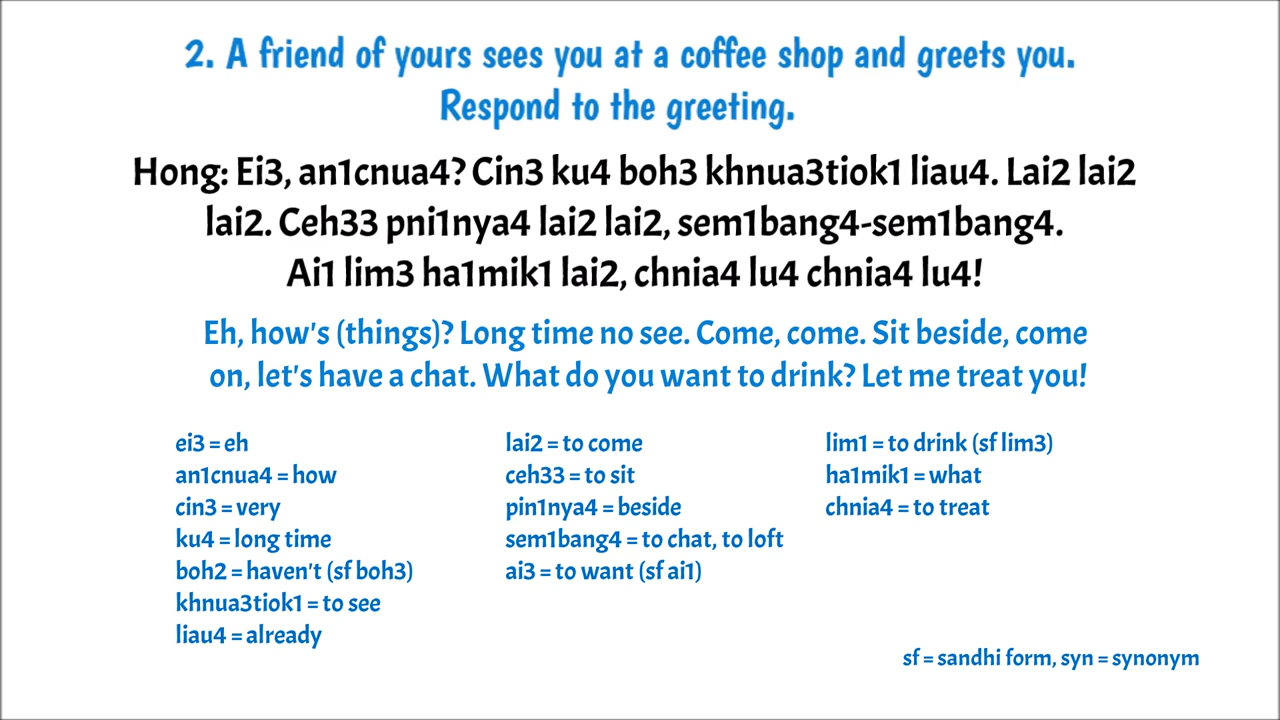 2. A friend of yours sees you at a coffee shop and greets you.
Respond to the greeting.
Hong: Ei3, an1cnua4? Cin3 ku4 boh3 khnua3tiok1 liau4. Lai2 lai2
lai2. Ceh33 pni1nya4 lai2 lai2, sem1bang4-sem1bang4.
Ai1 lim3 ha1mik1 lai2, chnia4 lu4 chnia4 lu4!
Eh, how's (things)? Long time no see. Come, come. Sit beside, come
on, let's have a chat. What do you want to drink? Let me treat you!
ei3 = eh
an1cnua4 = how
cin3 = very
ku4 = long time
boh2 = haven't (sf boh3)
khnua3tiok1 = to see
liau4 = already
lai2 = to come
ceh33 = to sit
pin1nya4 = beside
sem1bang4 = to chat, to loft
ai3 = to want (sf ai1)
lim1 = to drink (sf lim3)
ha1mik1 = what
chnia4 = to treat
sf = sandhi form, syn = synonym